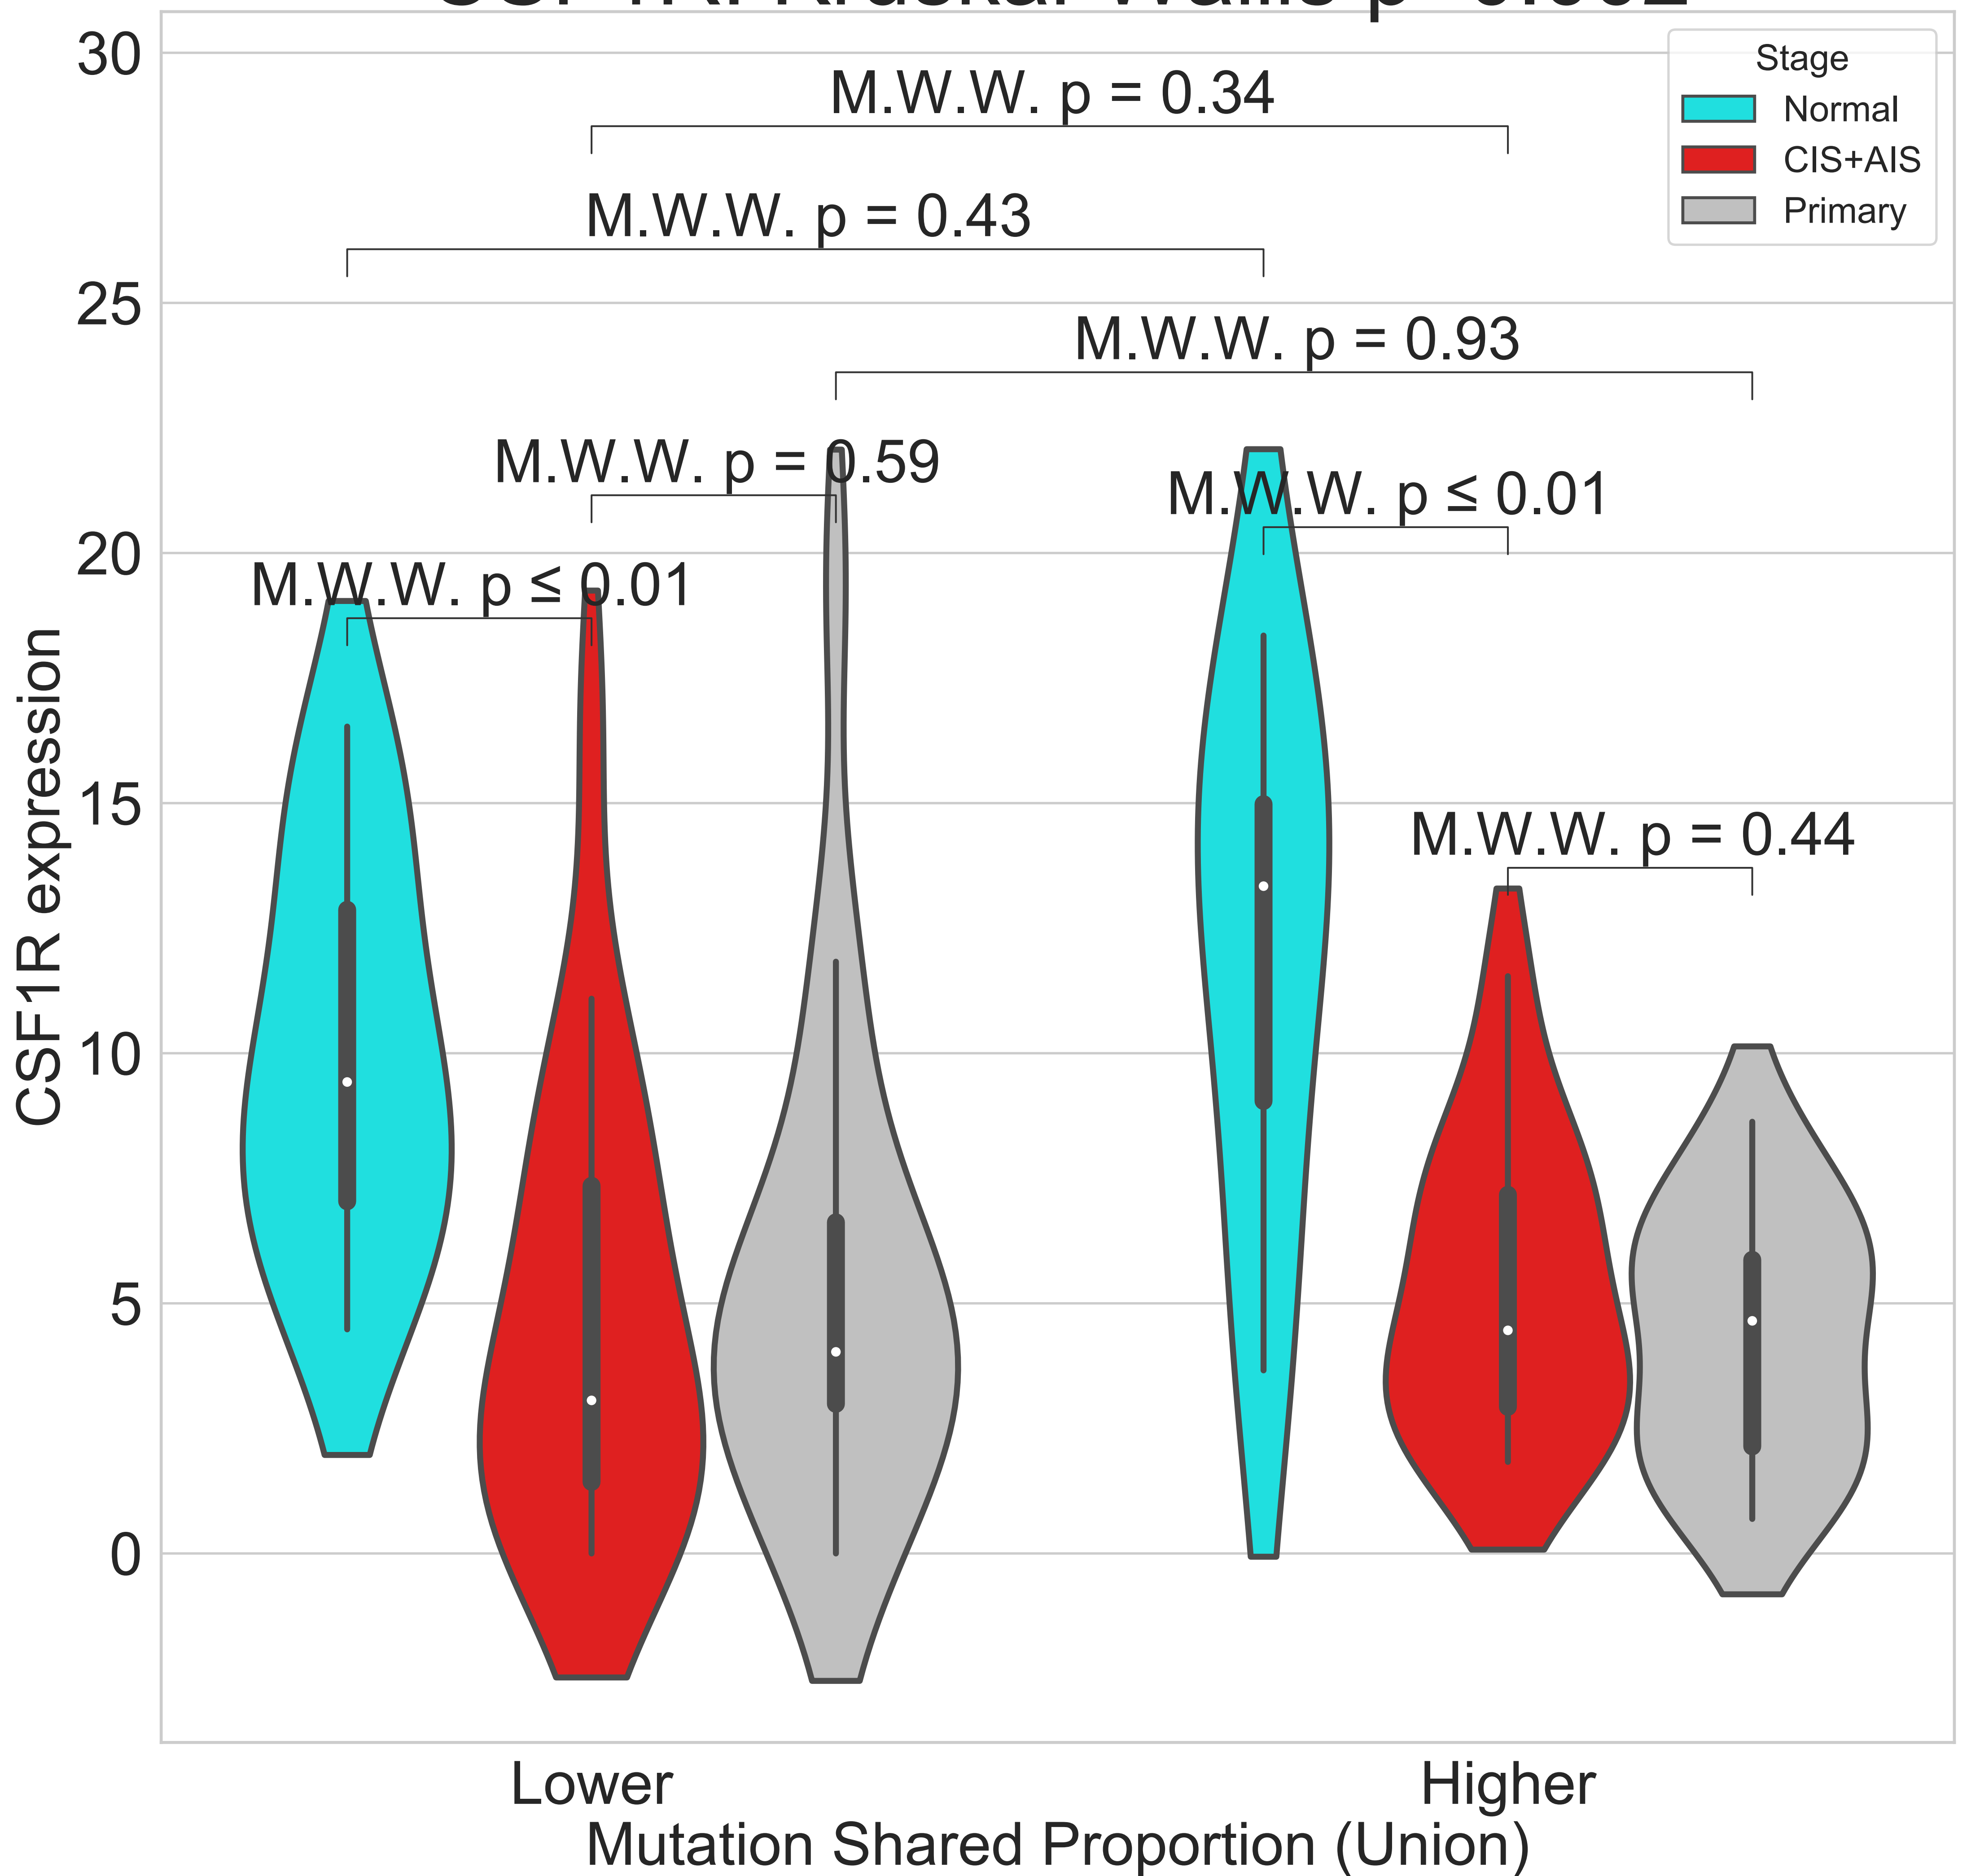 30
25
20
15
10
5
0
CSF1R expression
M.W.W. p = 0.34
M.W.W. p = 0.43
M.W.W. p = 0.93
M.W.W. p = 0.59
M.W.W. p ≤ 0.01
M.W.W. p ≤ 0.01
M.W.W. p = 0.44
Stage
Normal
CIS+AIS
Primary
Lower
Higher
Mutation Shared Proportion (Union)